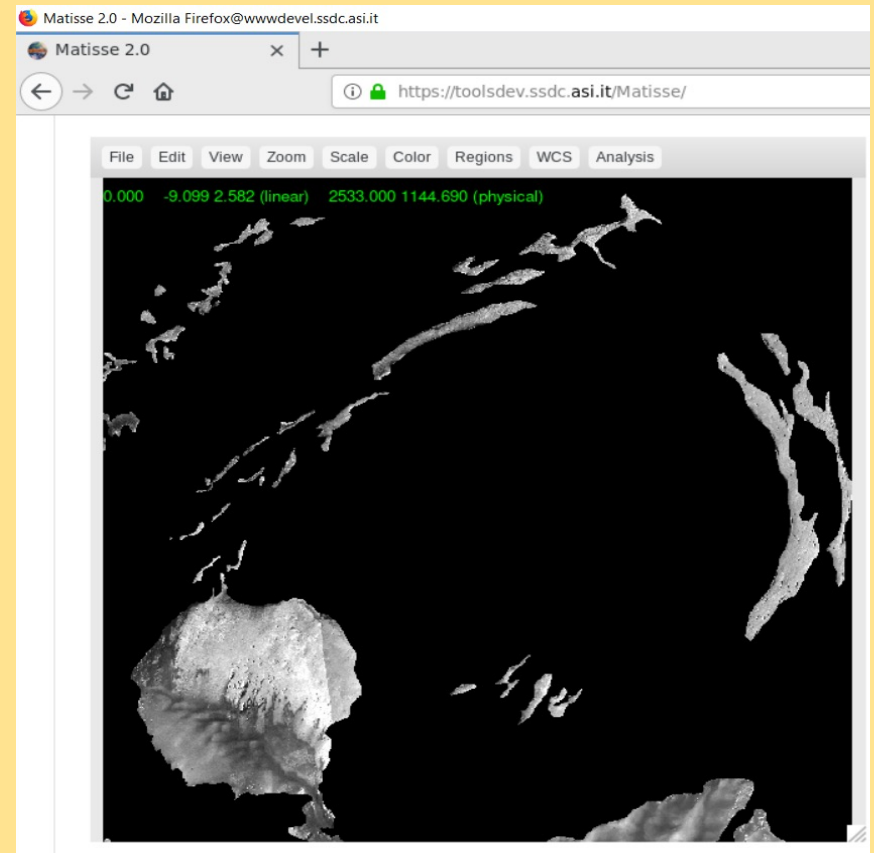 Matisse 2.0 - Mozilla Firefox@wwwdevel.ssdc.asi.it
Matisse 2.0
https://toolsdev.ssdc.asi.it/Matisse/
File Edit View Zoom Scale Color Regions WCS Analysis
0.000 -9.099 2.582 (linear) 2533.000 1144.690 (physical)